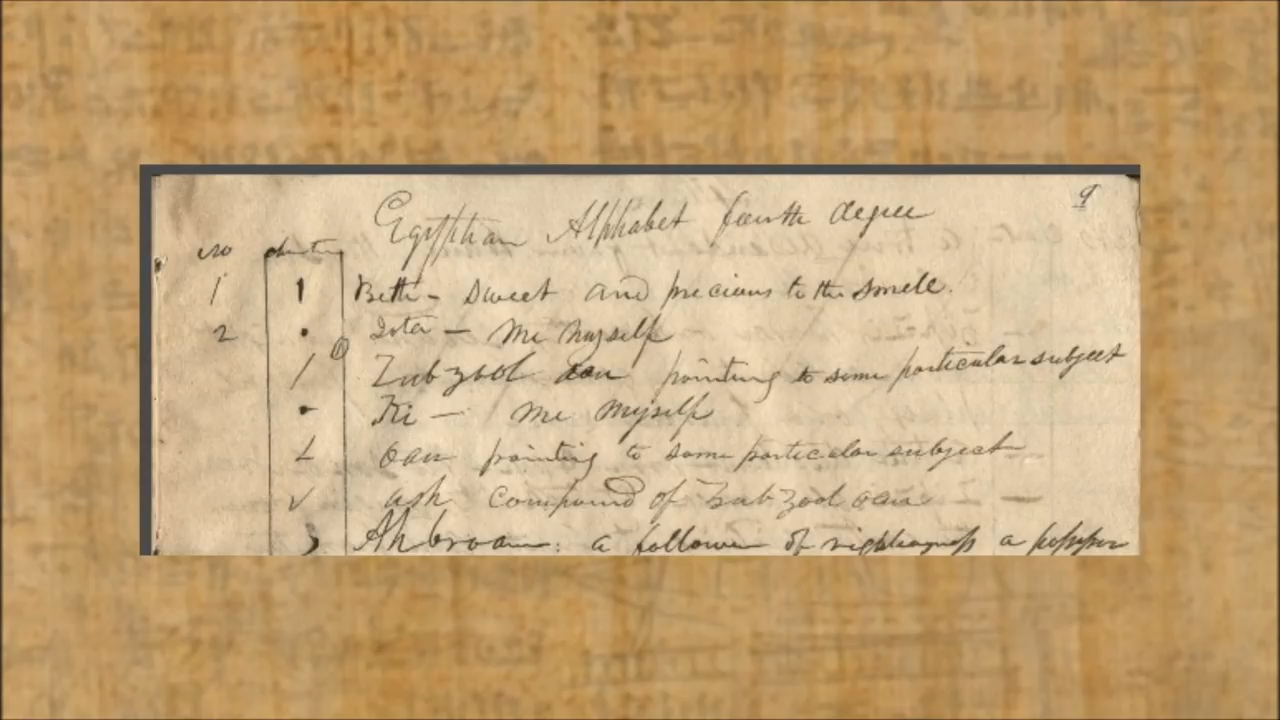 9
Egyptian Alphabet fourth degree
No
1 Beth – sweet and precious to the smell.
2 Iota – me myself
Zub zool oan pointing to some particular subject
Ki – me myself
oan pointing to some particular subject –
ash compound of Zub zool oan –
Ahbroam: a follower of righteousness a